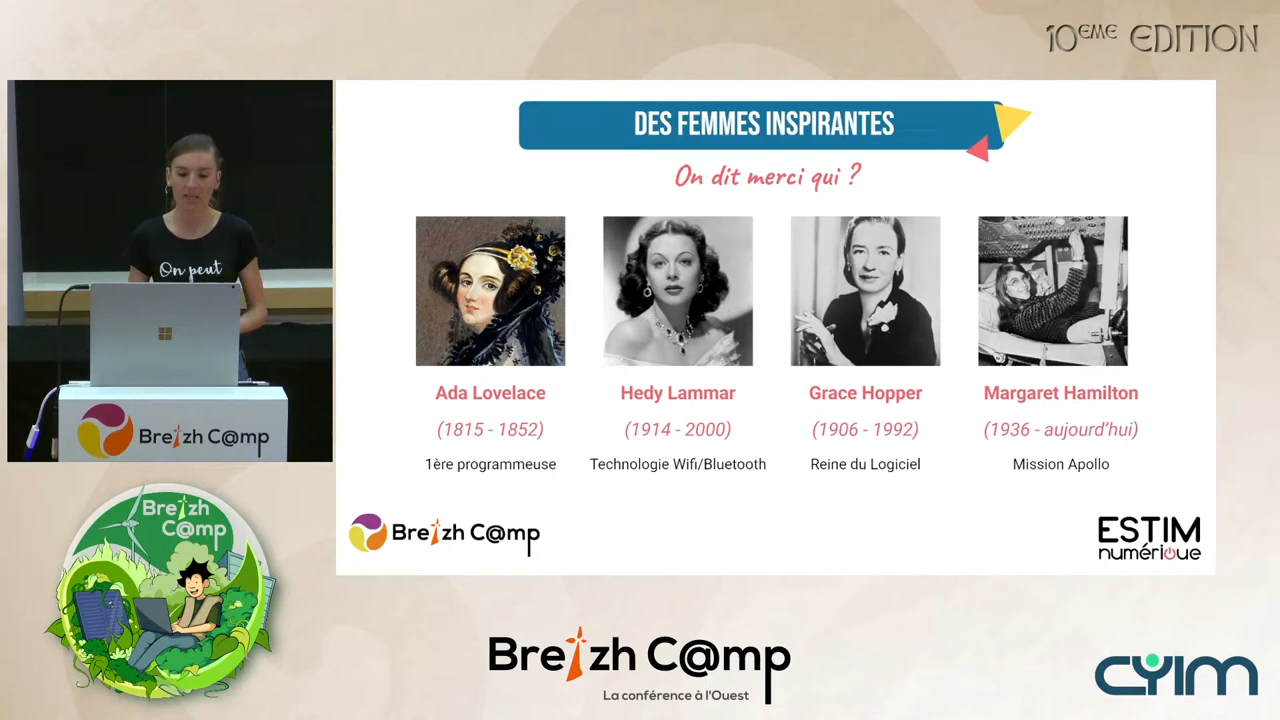 10EME EDITION
DES FEMMES INSPIRANTES
On dit merci qui ?
Ada Lovelace
(1815 - 1852)
1ère programmeuse
Hedy Lammar
(1914 - 2000)
Technologie Wifi/Bluetooth
Grace Hopper
(1906 - 1992)
Reine du Logiciel
Margaret Hamilton
(1936 - aujourd'hui)
Mission Apollo
Breizh C@mp
ESTIM
numérique
On peut
Breizh C@mp
Breizh
C@mp
Breizh C@mp
La conférence à l'Ouest
CYIM